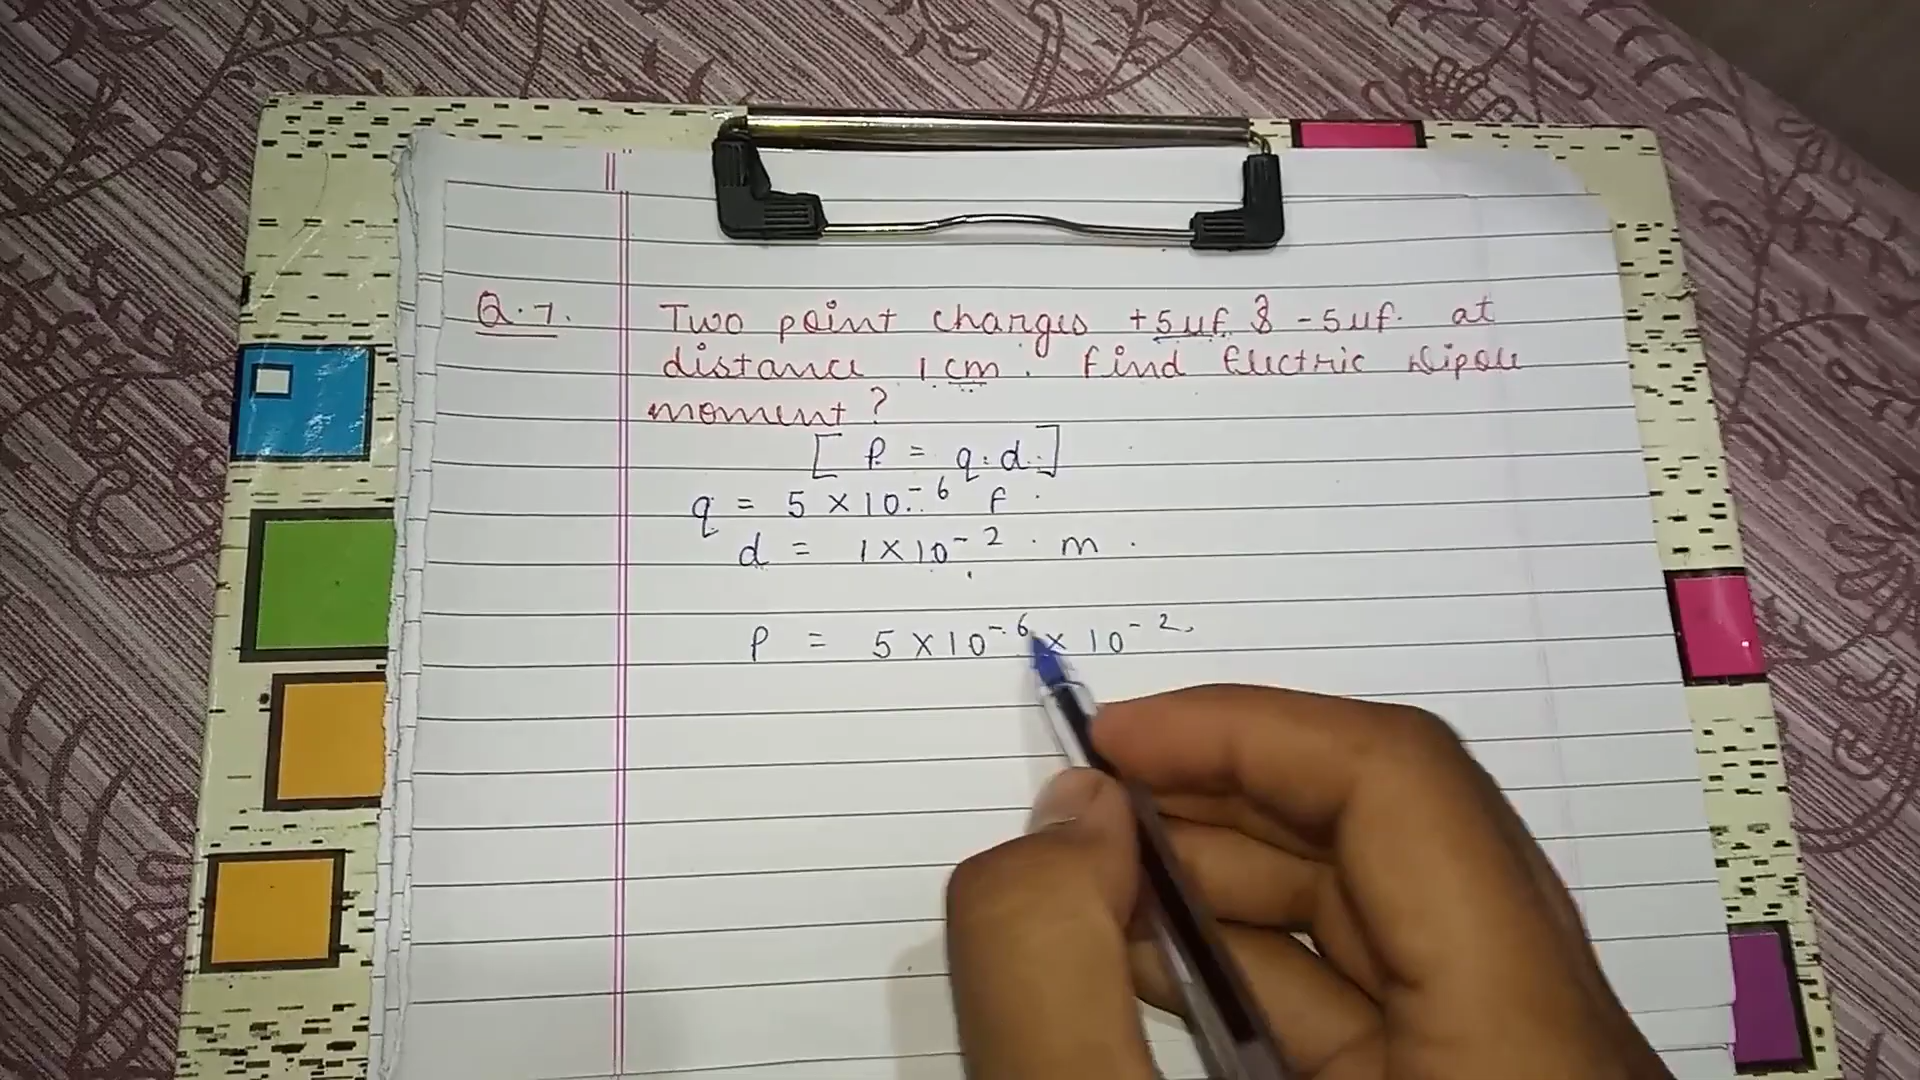 Q.7. Two point charges +5uf & -5uf. at
distance 1cm. find Electric Dipole
moment?
[P = q.d.]
q = 5 × 10⁻⁶ f.
d = 1×10⁻² . m.
P = 5 ×10⁻⁶ × 10⁻²